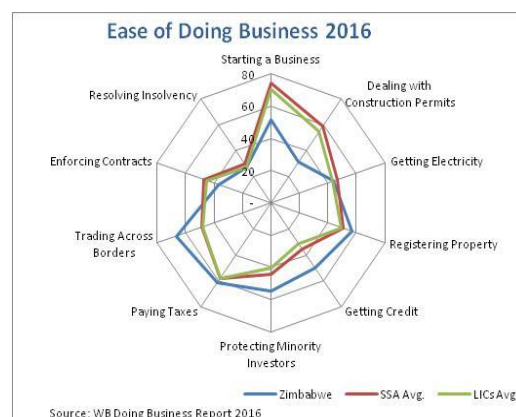 Ease of Doing Business 2016
Starting a Business
80
60
40
20
-
Dealing with
Construction Permits
Getting Electricity
Registering Property
Getting Credit
Protecting Minority
Investors
Paying Taxes
Trading Across
Borders
Enforcing Contracts
Resolving Insolvency
Zimbabwe
SSA Avg.
LICs Avg
Source: WB Doing Business Report 2016